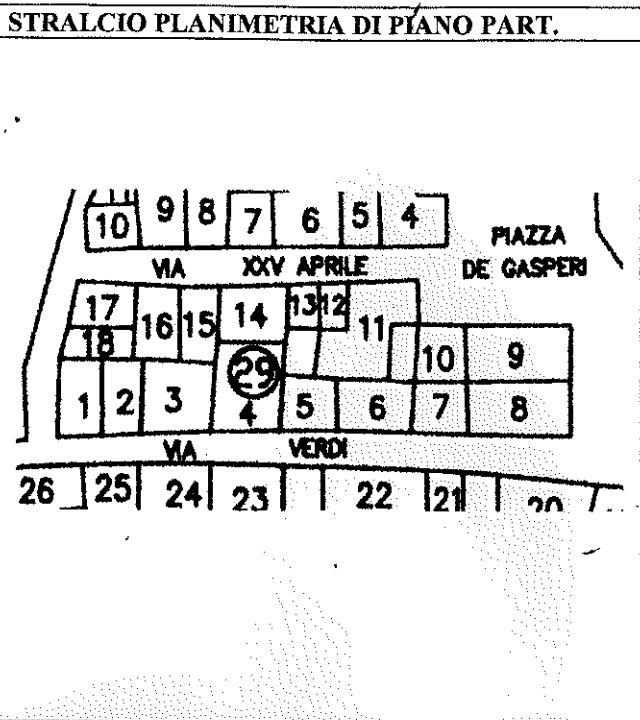 STRALCIO PLANIMETRIA DI PIANO PART.
10 9 8 7 6 5 4
PIAZZA
DE GASPERI
VIA XXV APRILE
17 16 15 14 13 12 11
18
29
10 9
1 2 3 4 5 6 7 8
VIA VERDI
26 25 24 23 22 21 20